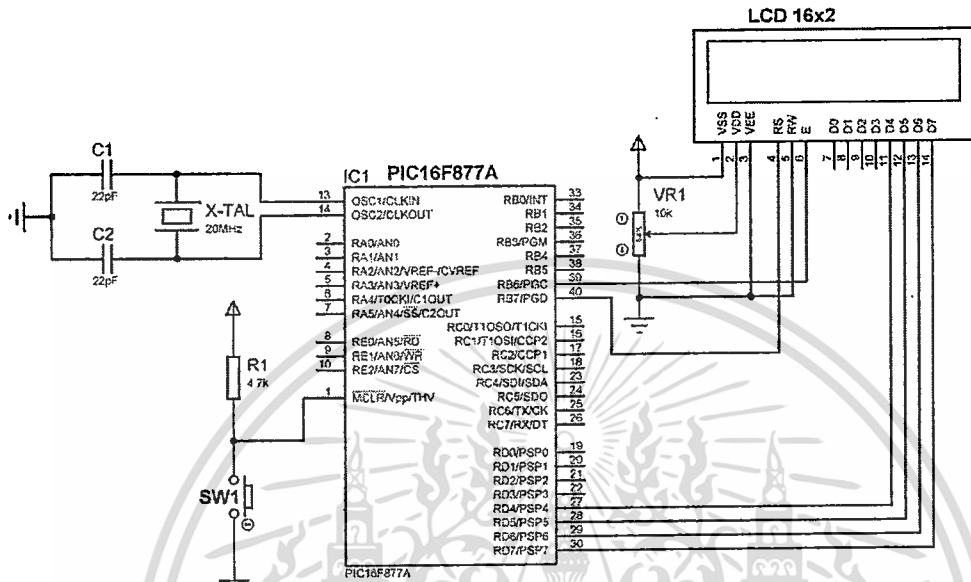 LCD 16x2
VSS VDD VEE RS RW E D0 D1 D2 D3 D4 D5 D6 D7
1 2 3 4 5 6 7 8 9 10 11 12 13 14
C1
22pF
X-TAL
20MHz
C2
22pF
R1
4.7k
SW1
IC1 PIC16F877A
13 OSC1/CLKIN
14 OSC2/CLKOUT
2 RA0/AN0
3 RA1/AN1
4 RA2/AN2/VREF-/CVREF
5 RA3/AN3/VREF+
6 RA4/T0CKI/C1OUT
7 RA5/AN4/SS/C2OUT
8 RE0/AN5/RD
9 RE1/AN6/WR
10 RE2/AN7/CS
1 MCLR/Vpp/THV
RB0/INT 33
RB1 34
RB2 35
RB3/PGM 36
RB4 37
RB5 38
RB6/PGC 39
RB7/PGD 40
RC0/T1OSO/T1CKI 15
RC1/T1OSI/CCP2 16
RC2/CCP1 17
RC3/SCK/SCL 18
RC4/SDI/SDA 23
RC5/SDO 24
RC6/TX/CK 25
RC7/RX/DT 26
RD0/PSP0 19
RD1/PSP1 20
RD2/PSP2 21
RD3/PSP3 22
RD4/PSP4 27
RD5/PSP5 28
RD6/PSP6 29
RD7/PSP7 30
PIC16F877A
VR1
10k